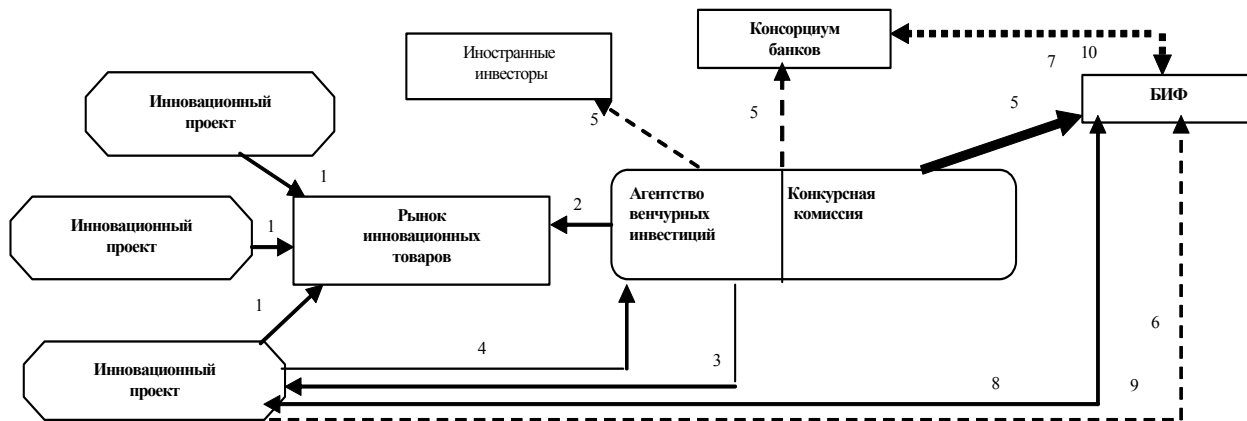 Консорциум
банков
Иностранные
инвесторы
7
10
БИФ
Инновационный
проект
5
5
5
1
Агентство
венчурных
инвестиций
Конкурсная
комиссия
Инновационный
проект
1
Рынок
инновационных
товаров
2
1
6
Инновационный
проект
4
3
8
9